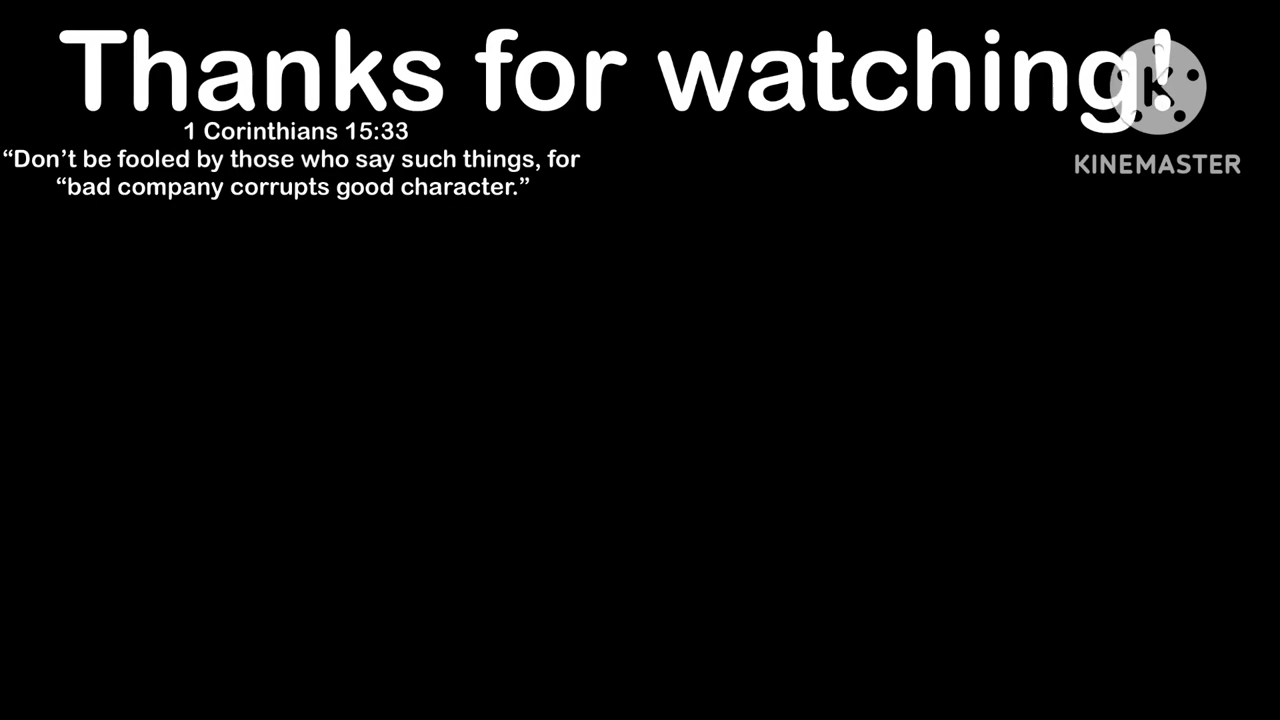 Thanks for watching!
K
KINEMASTER
1 Corinthians 15:33
“Don’t be fooled by those who say such things, for
“bad company corrupts good character.”